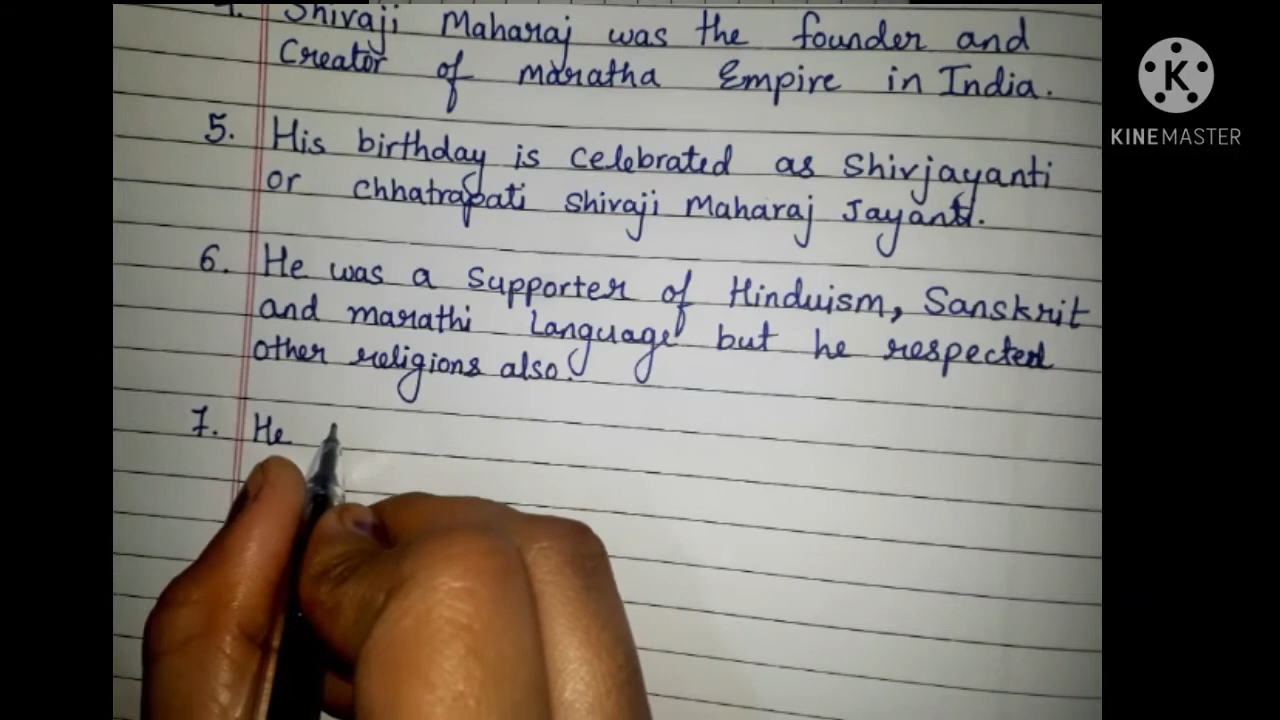 4. Shivaji Maharaj was the founder and
Creator of maratha Empire in India.
5. His birthday is celebrated as Shivjayanti
or Chhatrapati Shivaji Maharaj Jayanti.
6. He was a supporter of Hinduism, Sanskrit
and marathi language but he respected
other religions also.
7. He
K
KINEMASTER